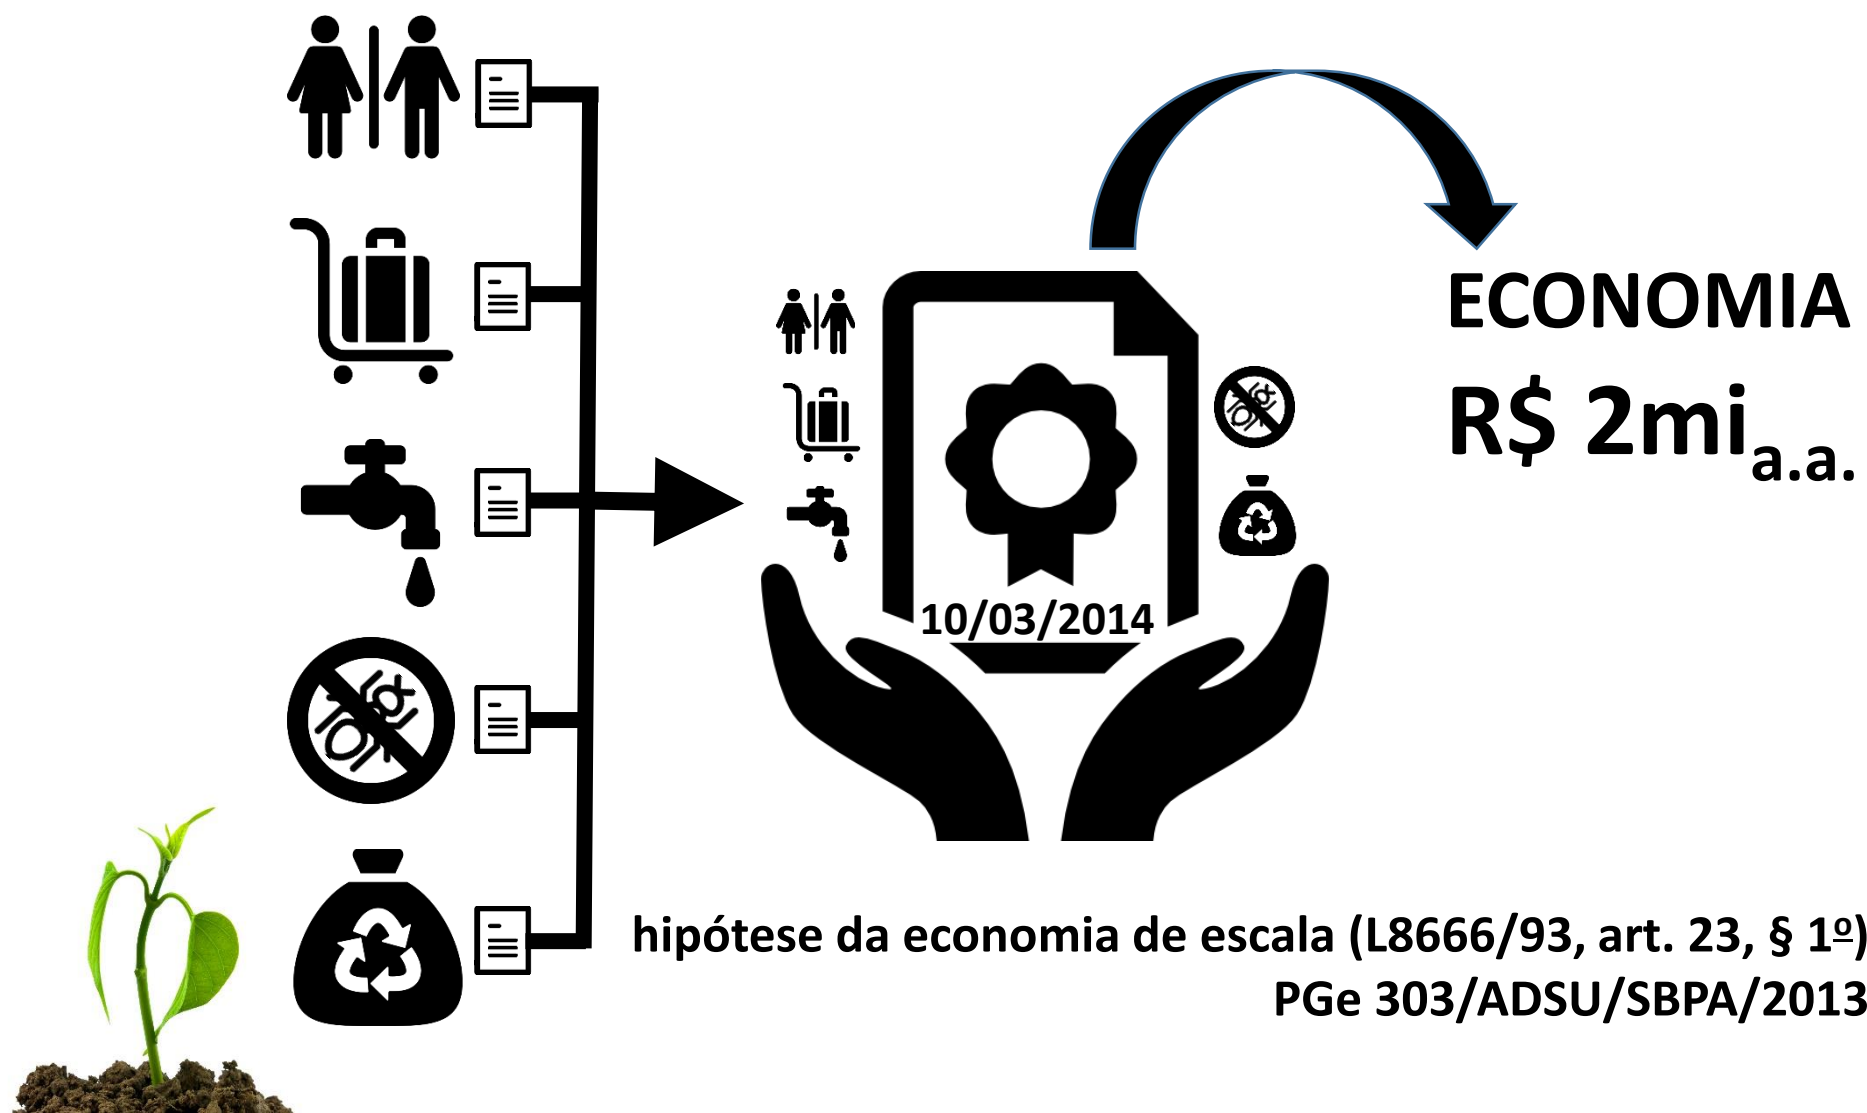 ECONOMIA
R$ 2mi a.a.
10/03/2014
hipótese da economia de escala (L8666/93, art. 23, § 1º)
PGe 303/ADSU/SBPA/2013